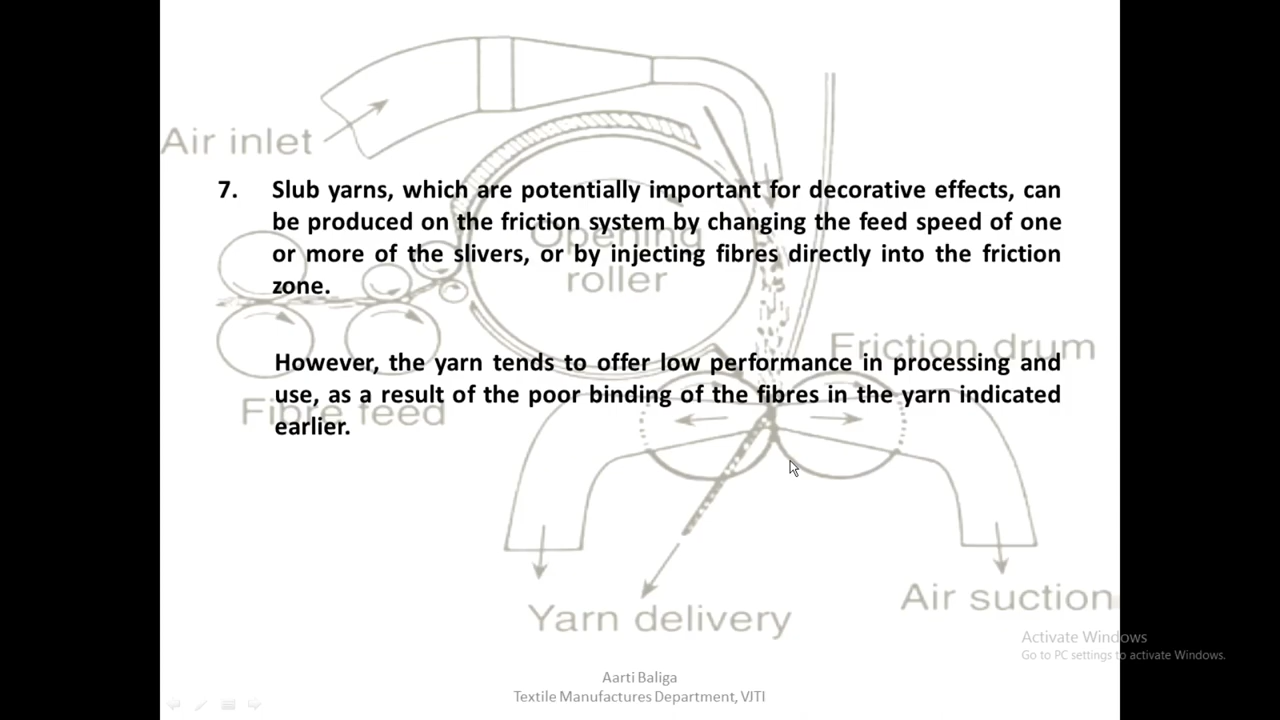 Air inlet
7. Slub yarns, which are potentially important for decorative effects, can
be produced on the friction system by changing the feed speed of one
or more of the slivers, or by injecting fibres directly into the friction
zone.
Opening
roller
Friction drum
However, the yarn tends to offer low performance in processing and
use, as a result of the poor binding of the fibres in the yarn indicated
earlier.
Fibre feed
Air suction
Yarn delivery
Activate Windows
Go to PC settings to activate Windows.
Aarti Baliga
Textile Manufactures Department, VJTI